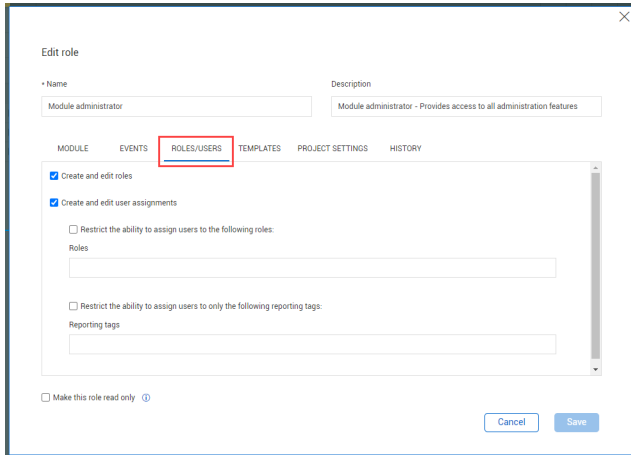 Edit role
* Name
Description
Module administrator
Module administrator - Provides access to all administration features
MODULE EVENTS ROLES/USERS TEMPLATES PROJECT SETTINGS HISTORY
Create and edit roles
Create and edit user assignments
Restrict the ability to assign users to the following roles:
Roles
Restrict the ability to assign users to only the following reporting tags:
Reporting tags
Make this role read only
Cancel Save